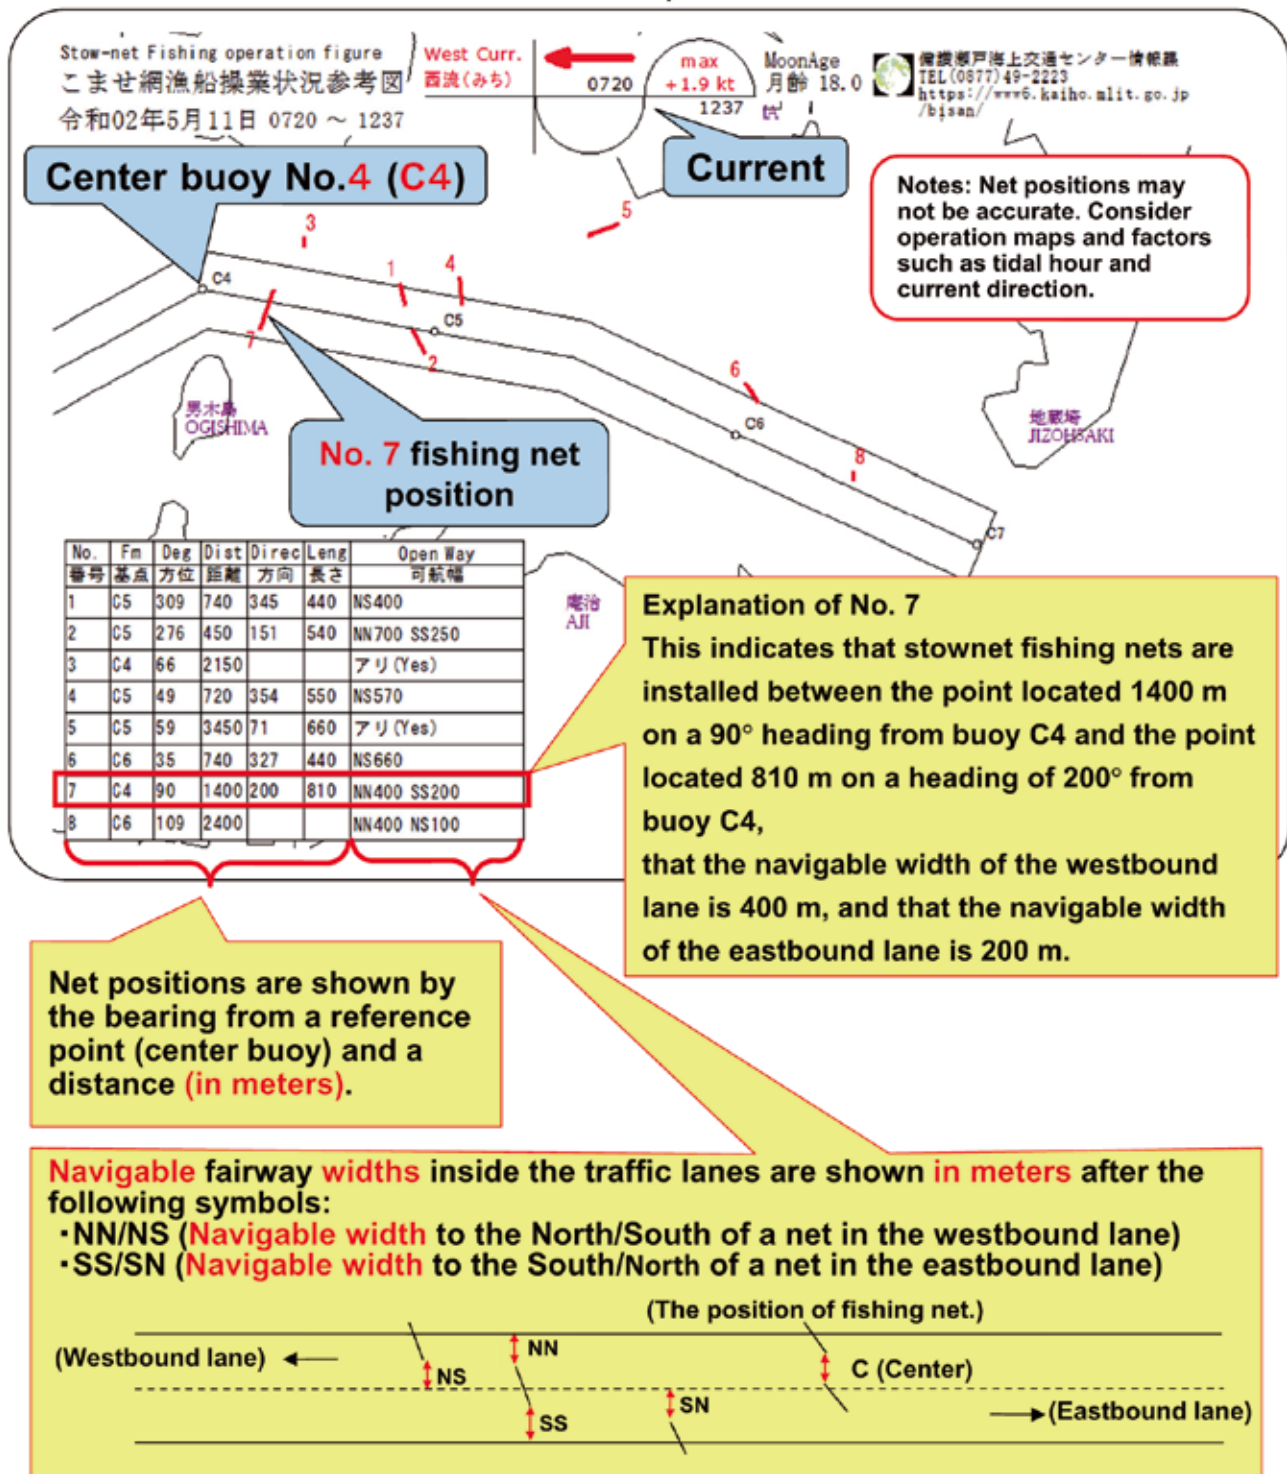 Stow-net Fishing operation figure
こませ網漁船操業状況参考図
令和02年5月11日 0720 ～ 1237
West Curr.
西流(みち)
0720
max
+1.9 kt
1237
MoonAge
月齢 18.0
備讃瀬戸海上交通センター情報課
TEL(0877)49-2223
https://www6.kaiho.mlit.go.jp
/bisan/
Center buoy No.4 (C4)
Current
Notes: Net positions may
not be accurate. Consider
operation maps and factors
such as tidal hour and
current direction.
3
5
1
4
C4
C5
7
2
6
C6
8
C7
男木島
OGISHIMA
地蔵埼
JIZOHSAKI
庵治
AJI
No. 7 fishing net
position
No. Fm Deg Dist Direc Leng Open Way
番号 基点 方位 距離 方向 長さ 可航幅
1 C5 309 740 345 440 NS400
2 C5 276 450 151 540 NN700 SS250
3 C4 66 2150 アリ(Yes)
4 C5 49 720 354 550 NS570
5 C5 59 3450 71 660 アリ(Yes)
6 C6 35 740 327 440 NS660
7 C4 90 1400 200 810 NN400 SS200
8 C6 109 2400 NN400 NS100
Explanation of No. 7
This indicates that stownet fishing nets are
installed between the point located 1400 m
on a 90° heading from buoy C4 and the point
located 810 m on a heading of 200° from
buoy C4,
that the navigable width of the westbound
lane is 400 m, and that the navigable width
of the eastbound lane is 200 m.
Net positions are shown by
the bearing from a reference
point (center buoy) and a
distance (in meters).
Navigable fairway widths inside the traffic lanes are shown in meters after the
following symbols:
・NN/NS (Navigable width to the North/South of a net in the westbound lane)
・SS/SN (Navigable width to the South/North of a net in the eastbound lane)
(The position of fishing net.)
(Westbound lane)
NS
NN
SS
SN
C (Center)
(Eastbound lane)